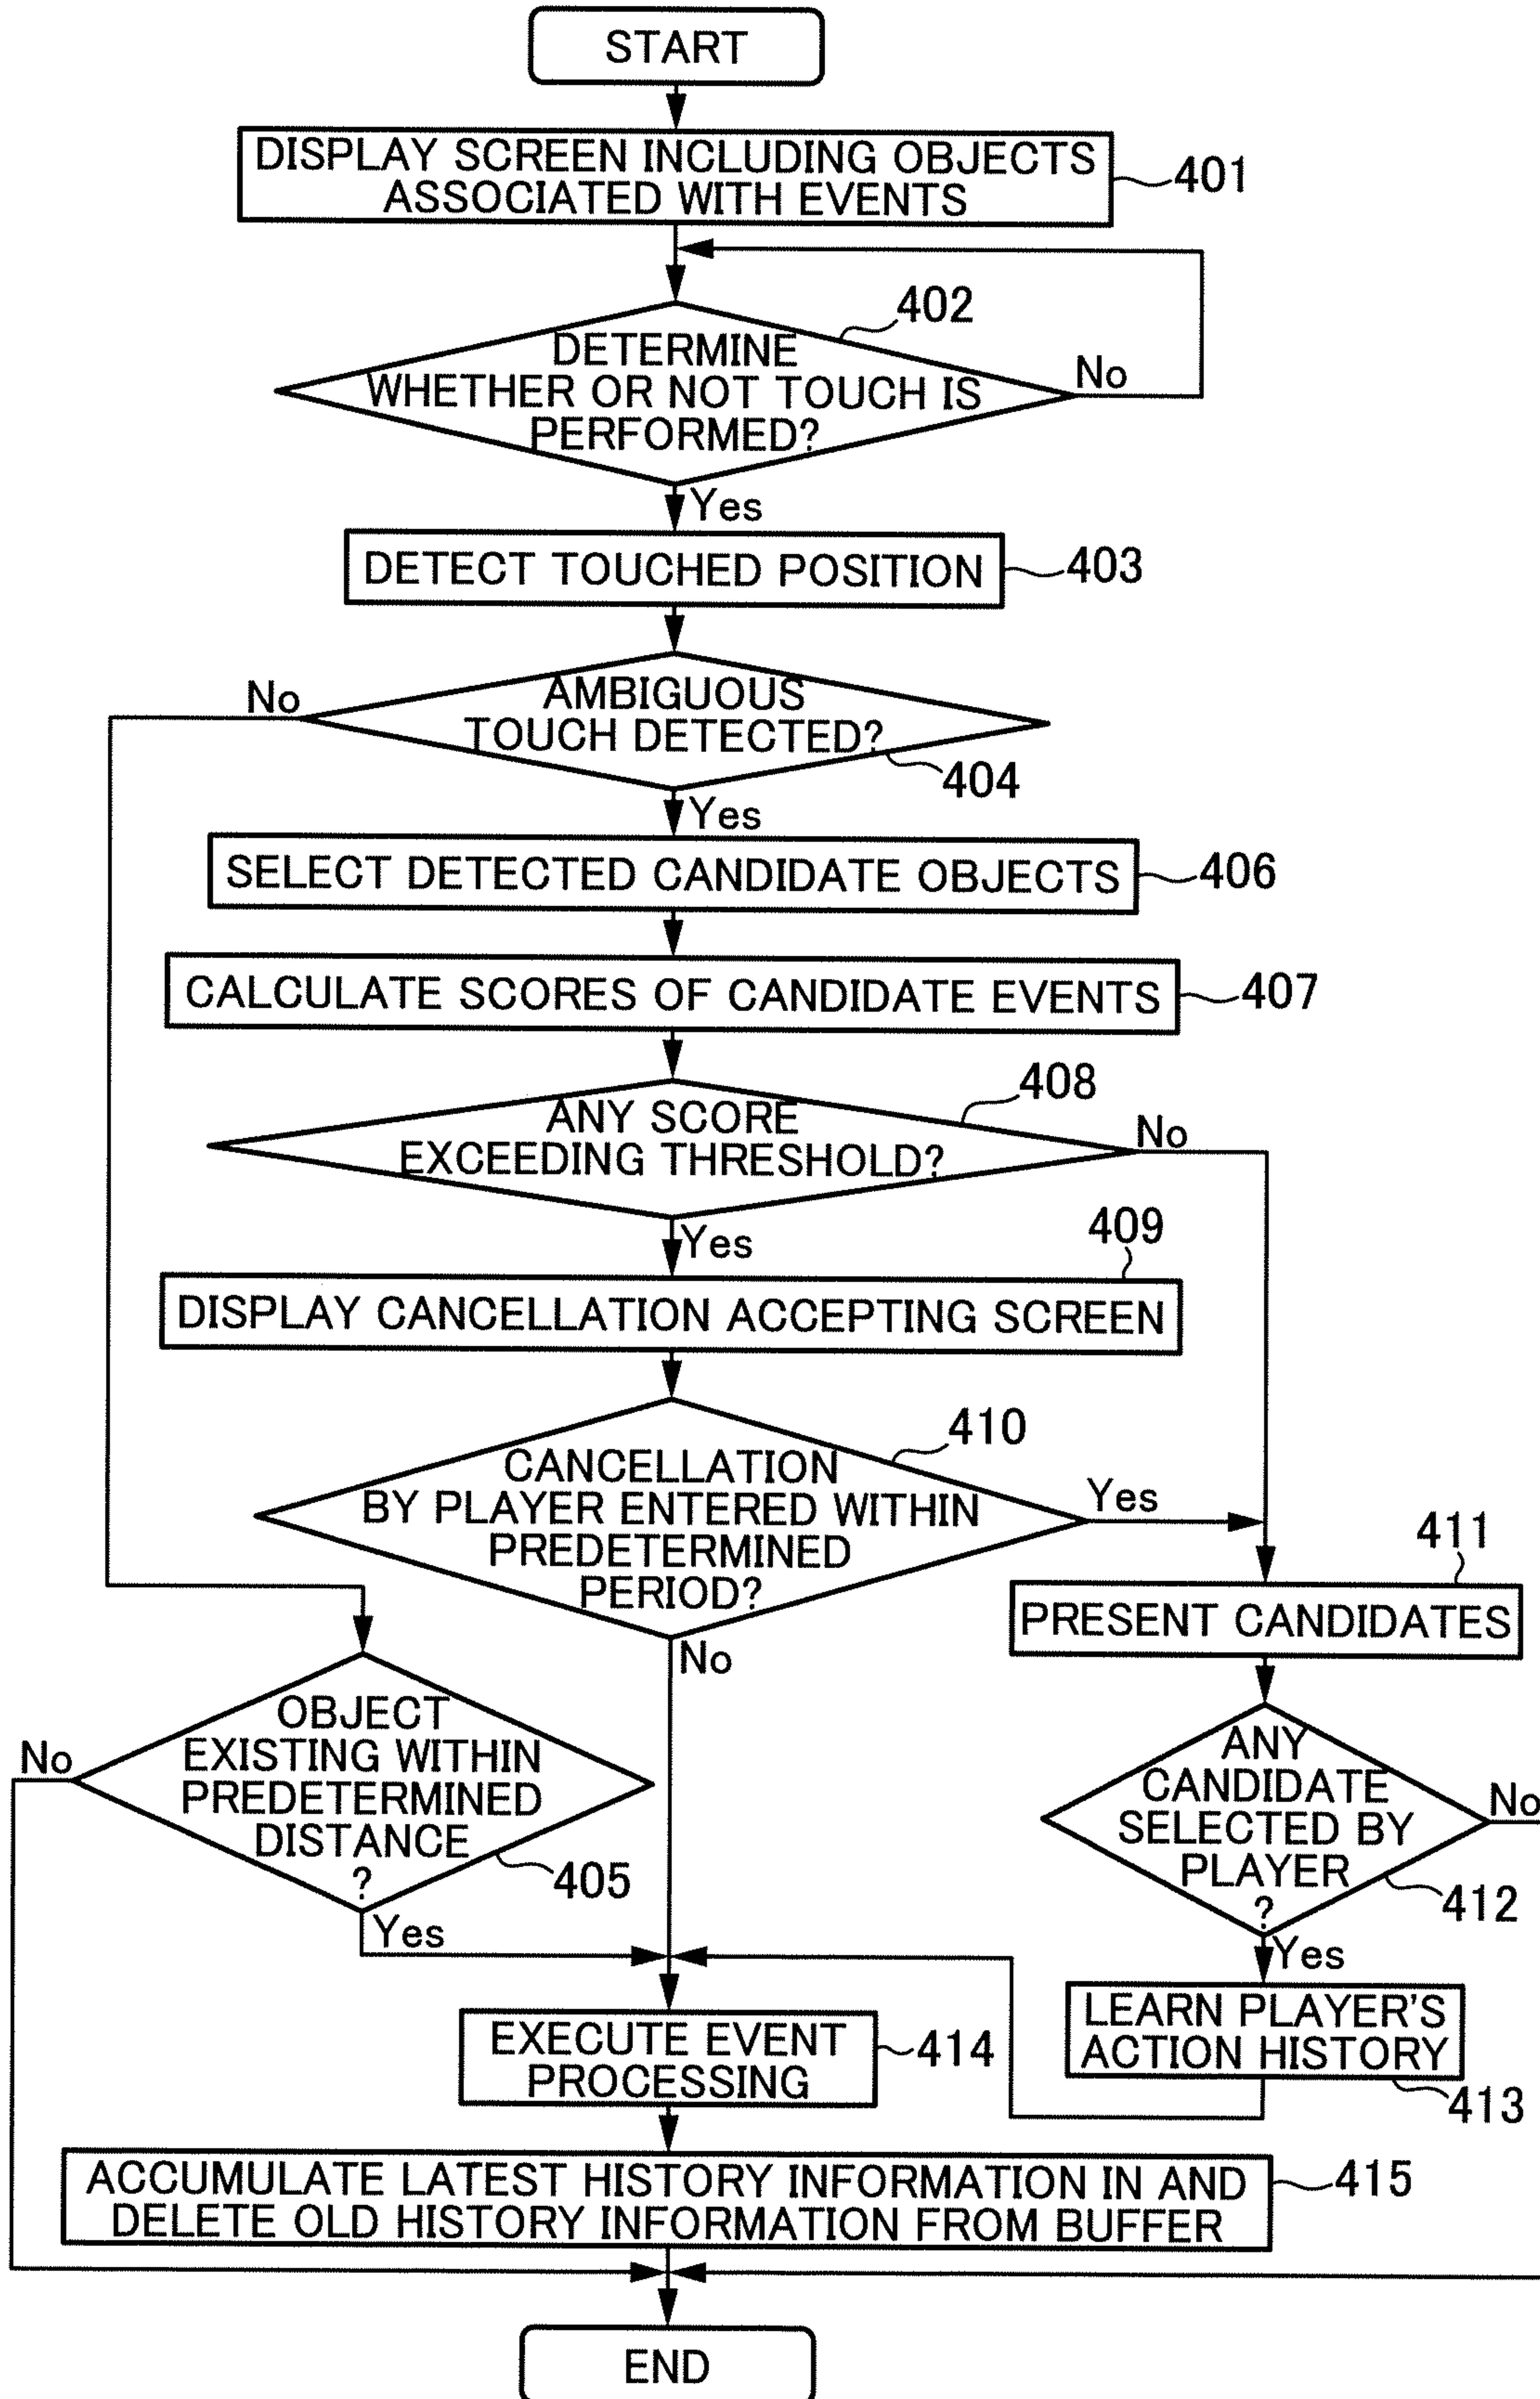 START
DISPLAY SCREEN INCLUDING OBJECTS
ASSOCIATED WITH EVENTS
401
402
DETERMINE
WHETHER OR NOT TOUCH IS
PERFORMED?
No
Yes
DETECT TOUCHED POSITION
403
No
AMBIGUOUS
TOUCH DETECTED?
404
Yes
SELECT DETECTED CANDIDATE OBJECTS
406
CALCULATE SCORES OF CANDIDATE EVENTS
407
408
ANY SCORE
EXCEEDING THRESHOLD?
No
Yes
409
DISPLAY CANCELLATION ACCEPTING SCREEN
410
CANCELLATION
BY PLAYER ENTERED WITHIN
PREDETERMINED
PERIOD?
Yes
No
411
PRESENT CANDIDATES
OBJECT
EXISTING WITHIN
PREDETERMINED
DISTANCE
?
No
405
Yes
ANY
CANDIDATE
SELECTED BY
PLAYER
?
No
412
Yes
LEARN PLAYER'S
ACTION HISTORY
413
EXECUTE EVENT
PROCESSING
414
ACCUMULATE LATEST HISTORY INFORMATION IN AND
DELETE OLD HISTORY INFORMATION FROM BUFFER
415
END